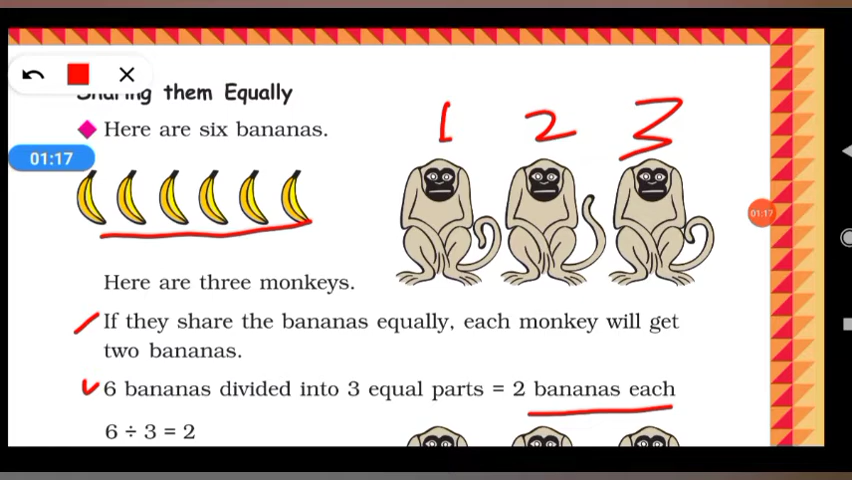 Sharing them Equally
Here are six bananas.
1 2 3
01:17
01:17
Here are three monkeys.
If they share the bananas equally, each monkey will get
two bananas.
6 bananas divided into 3 equal parts = 2 bananas each
6 ÷ 3 = 2